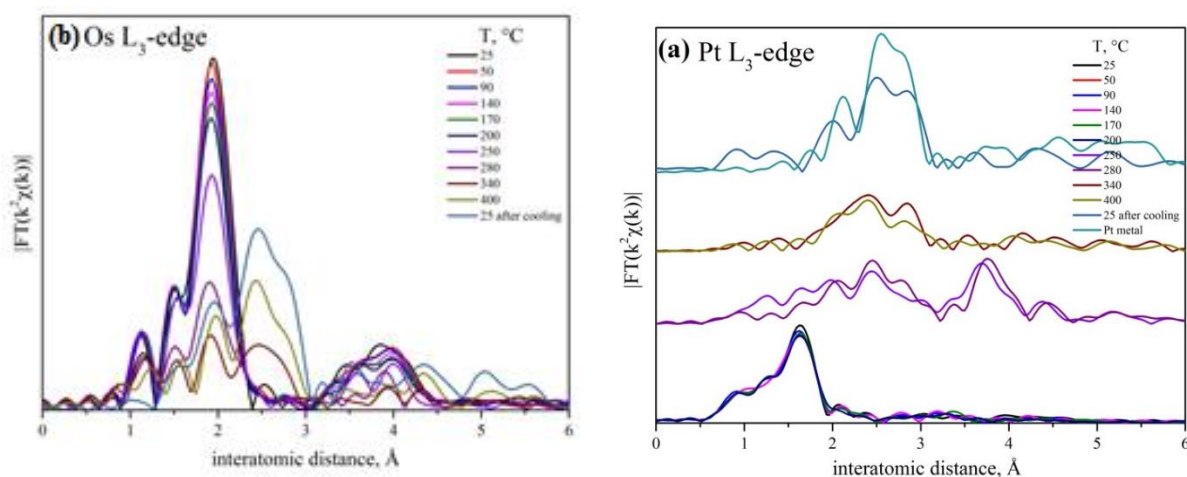 (b) Os L3-edge
T, °C
25
50
90
140
170
200
250
280
340
400
25 after cooling
|FT(k²χ(k))|
0 1 2 3 4 5 6
interatomic distance, Å
(a) Pt L3-edge
T, °C
25
50
90
140
170
200
250
280
340
400
25 after cooling
Pt metal
|FT(k²χ(k))|
0 1 2 3 4 5 6
interatomic distance, Å